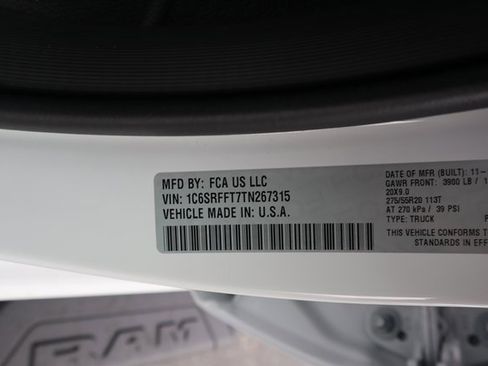 MFD BY: FCA US LLC
VIN: 1C6SRFFT7TN267315
VEHICLE MADE IN U.S.A.
DATE OF MFR (BUILT): 11-
GAWR FRONT: 3900 LB /
20X9.0
275/55R20 113T
AT 270 kPa / 39 PSI
TYPE: TRUCK
THIS VEHICLE CONFORMS T
STANDARDS IN EFF
RAM